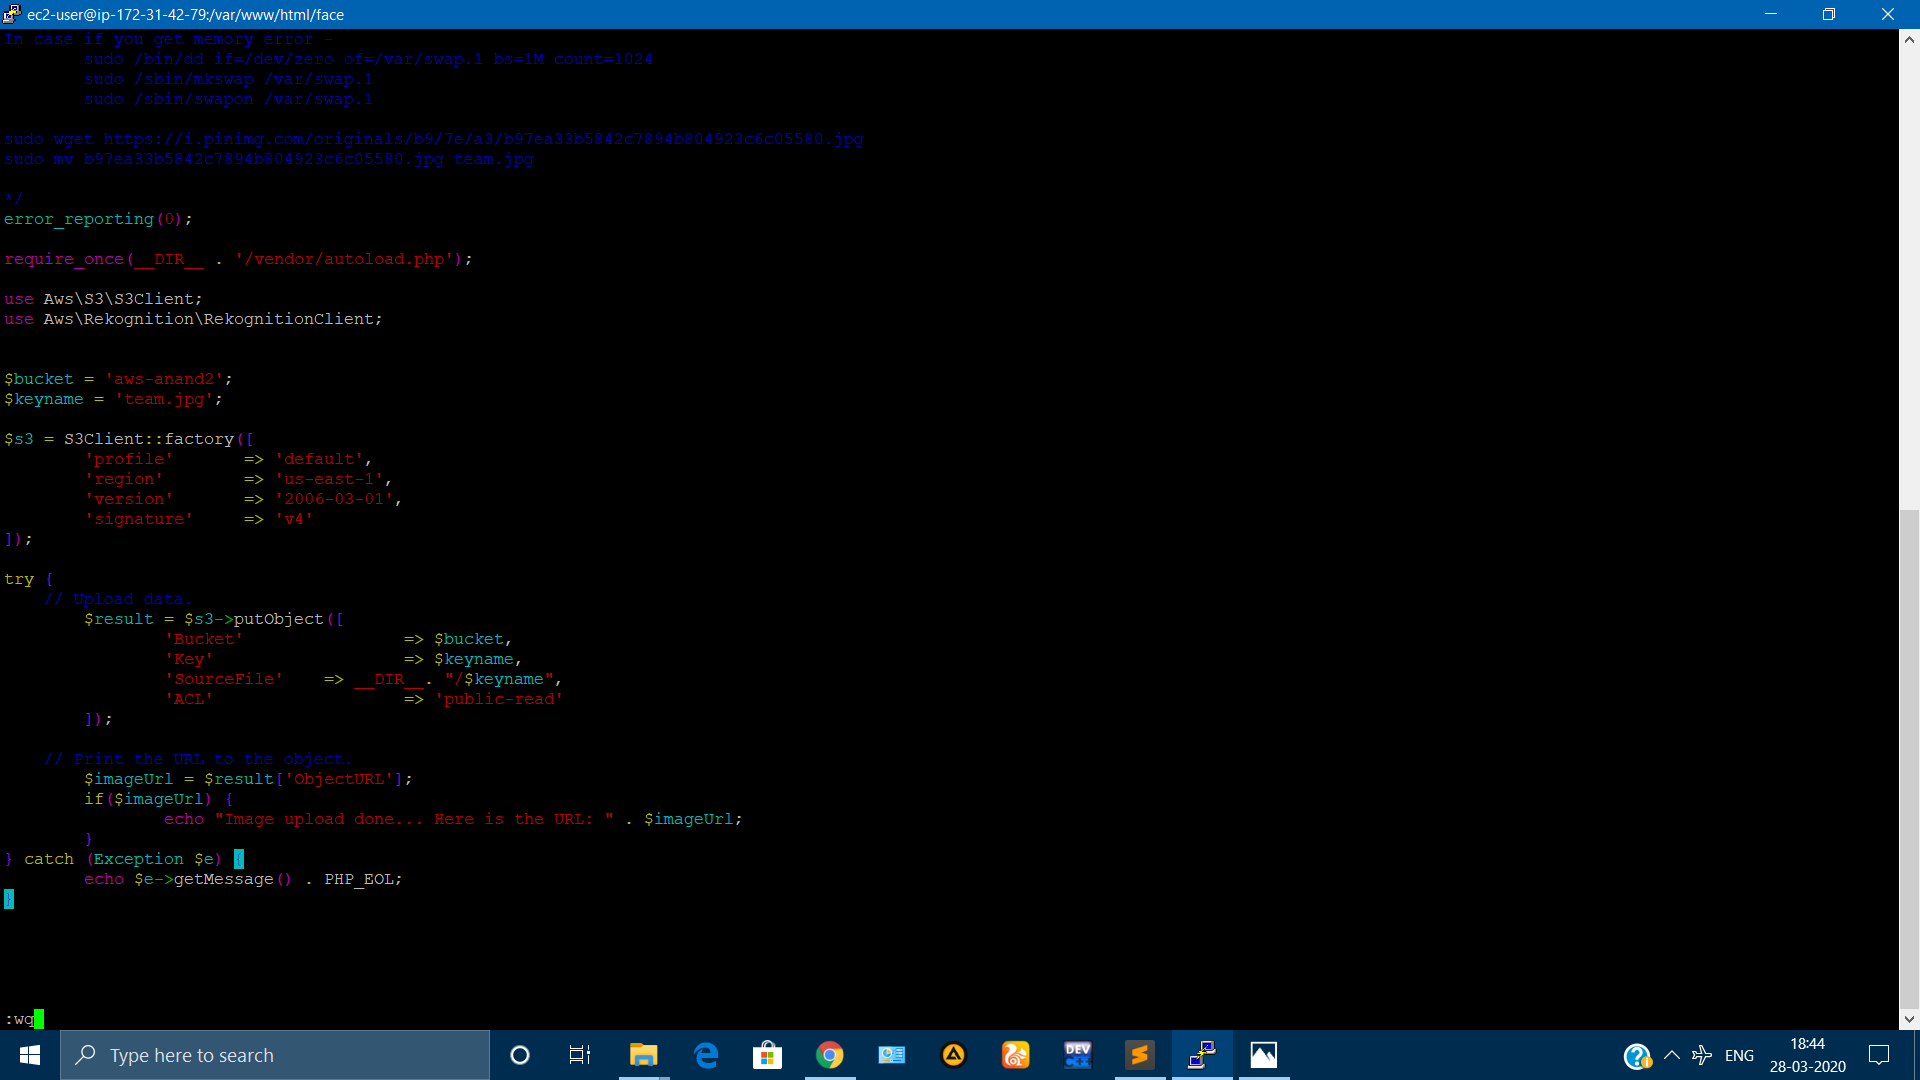 ec2-user@ip-172-31-42-79:/var/www/html/face
In case if you get memory error -
sudo /bin/dd if=/dev/zero of=/var/swap.1 bs=1M count=1024
sudo /sbin/mkswap /var/swap.1
sudo /sbin/swapon /var/swap.1
sudo wget https://i.pinimg.com/originals/b9/7e/a3/b97ea33b5842c7894b804923c6c05580.jpg
sudo mv b97ea33b5842c7894b804923c6c05580.jpg team.jpg
*/
error_reporting(0);
require_once(__DIR__ . '/vendor/autoload.php');
use Aws\S3\S3Client;
use Aws\Rekognition\RekognitionClient;
$bucket = 'aws-anand2';
$keyname = 'team.jpg';
$s3 = S3Client::factory([
'profile' => 'default',
'region' => 'us-east-1',
'version' => '2006-03-01',
'signature' => 'v4'
]);
try {
// Upload data.
$result = $s3->putObject([
'Bucket' => $bucket,
'Key' => $keyname,
'SourceFile' => __DIR__. "/$keyname",
'ACL' => 'public-read'
]);
// Print the URL to the object.
$imageUrl = $result['ObjectURL'];
if($imageUrl) {
echo "Image upload done... Here is the URL: " . $imageUrl;
}
} catch (Exception $e) {
echo $e->getMessage() . PHP_EOL;
}
:wq
Type here to search
DEV
C++
ENG
18:44
28-03-2020